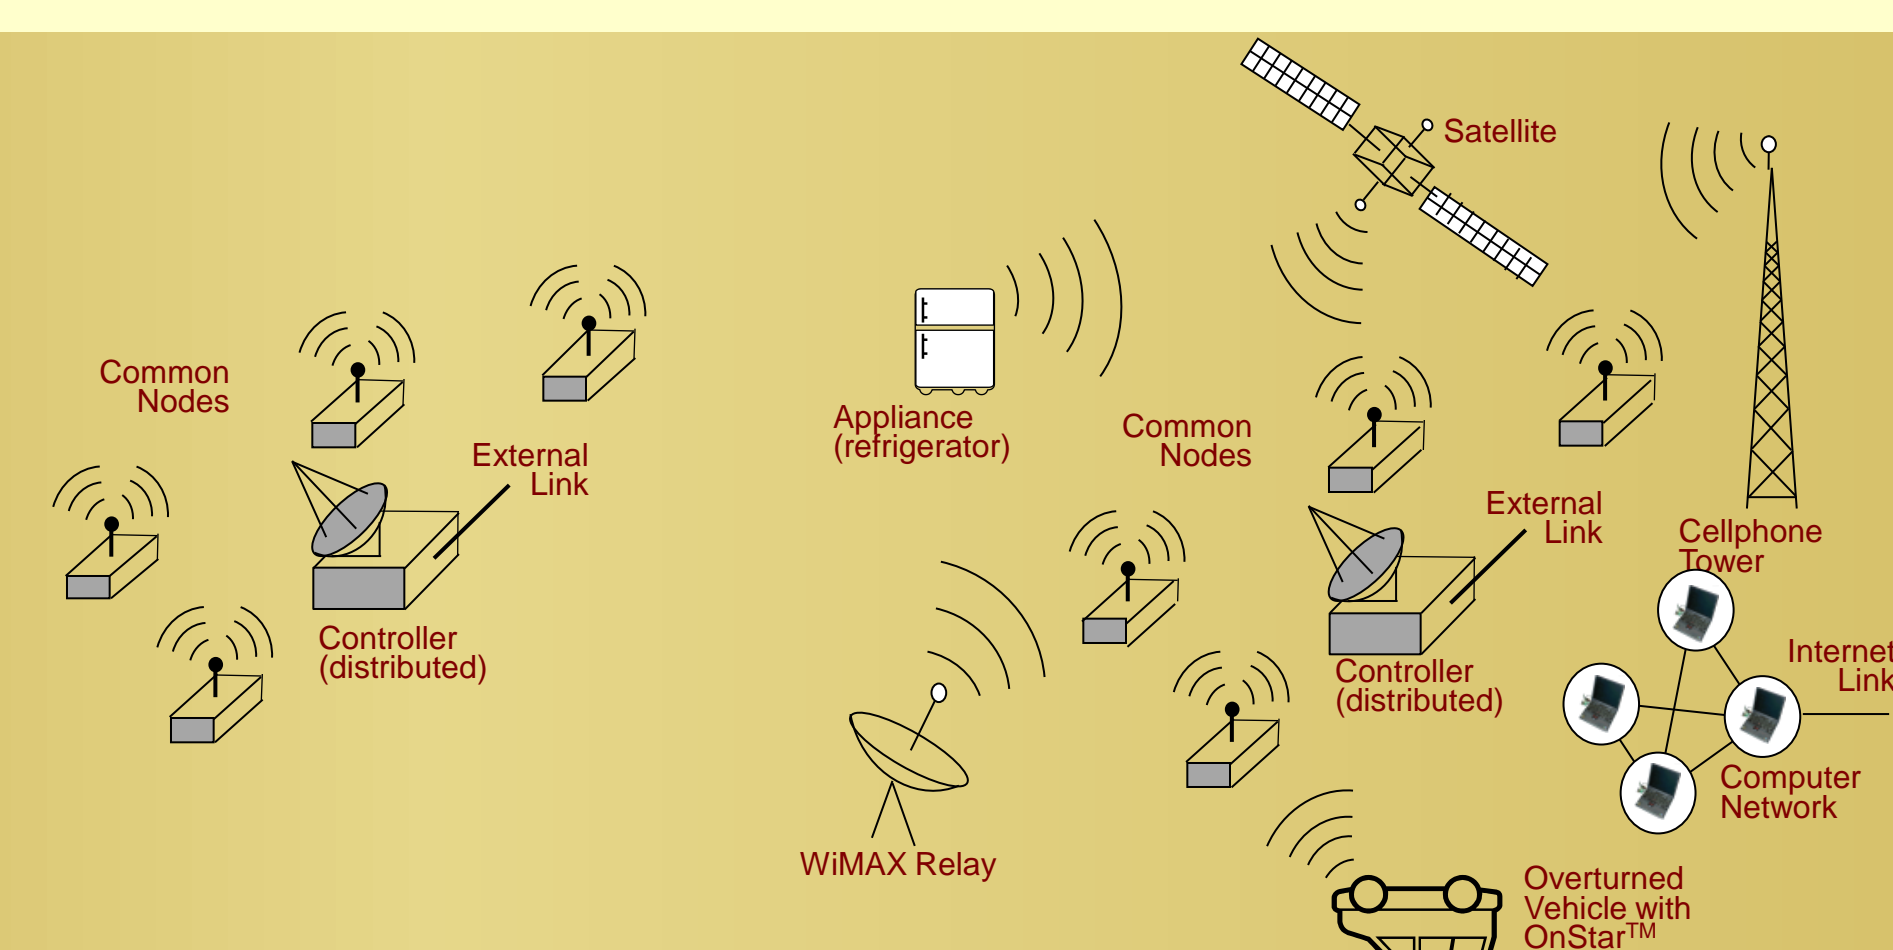 Satellite
Common
Nodes
External
Link
Controller
(distributed)
Appliance
(refrigerator)
Common
Nodes
External
Link
Cellphone
Tower
Controller
(distributed)
Internet
Link
Computer
Network
WiMAX Relay
Overturned
Vehicle with
OnStar™